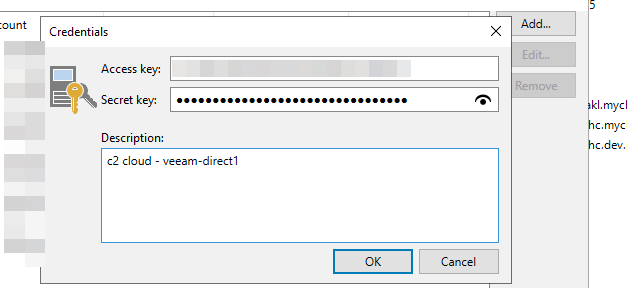 count
5
Credentials
Add...
Access key:
Edit...
Secret key: ●●●●●●●●●●●●●●●●●●●●●●●●●●●●●●●●
Remove
akl.mycl
hc.myc
Description:
hc.dev.
c2 cloud - veeam-direct1
OK
Cancel